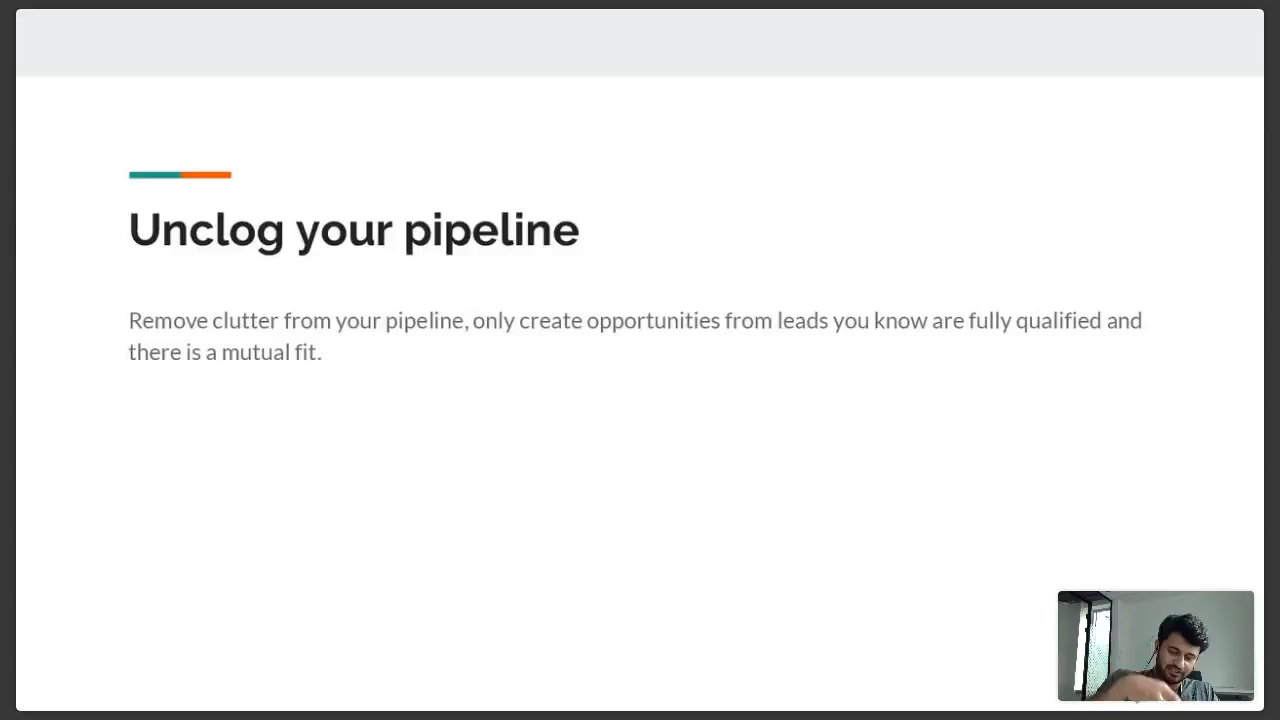 Unclog your pipeline
Remove clutter from your pipeline, only create opportunities from leads you know are fully qualified and
there is a mutual fit.